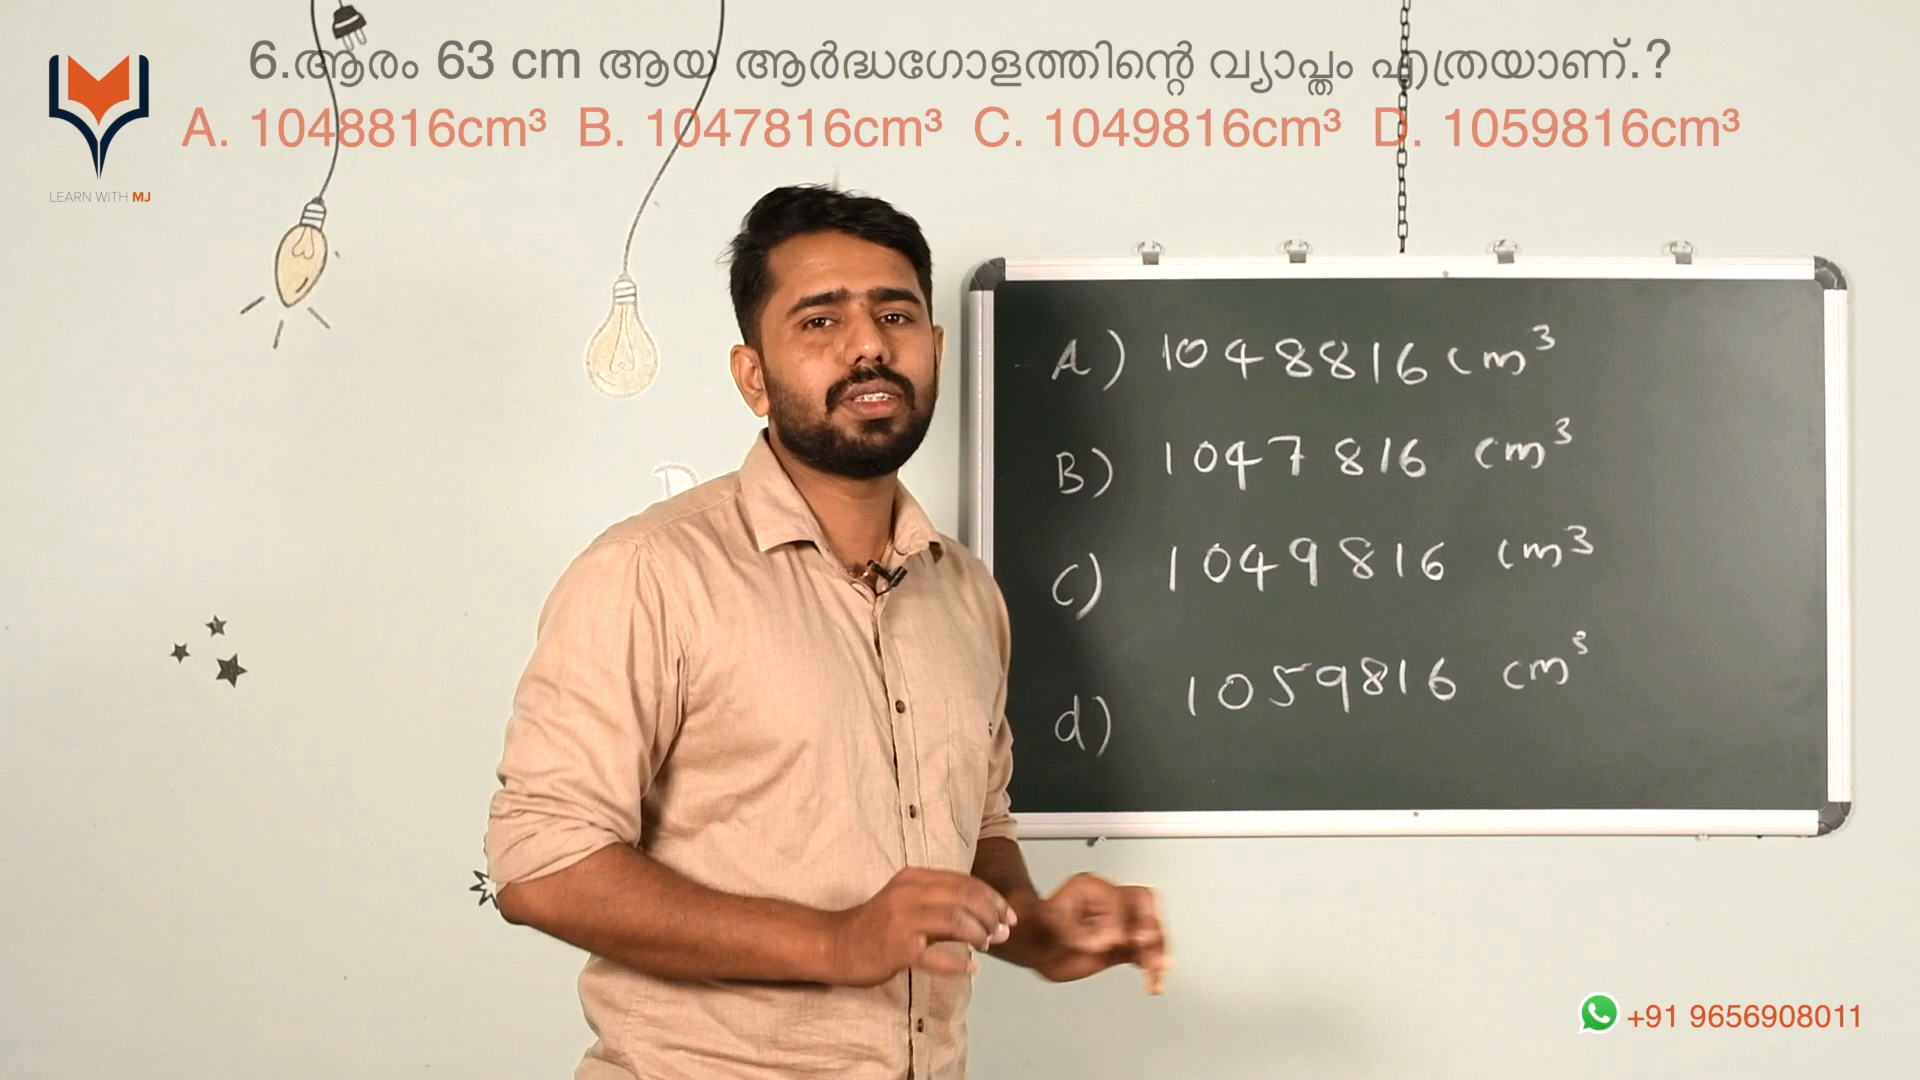 6.ആരം 63 cm ആയ ആർദ്ധഗോളത്തിന്റെ വ്യാപ്തം എത്രയാണ്.?
A. 1048816cm³ B. 1047816cm³ C. 1049816cm³ D. 1059816cm³
LEARN WITH MJ
A) 1048816 cm³
B) 1047816 cm³
C) 1049816 cm³
d) 1059816 cm³
+91 9656908011